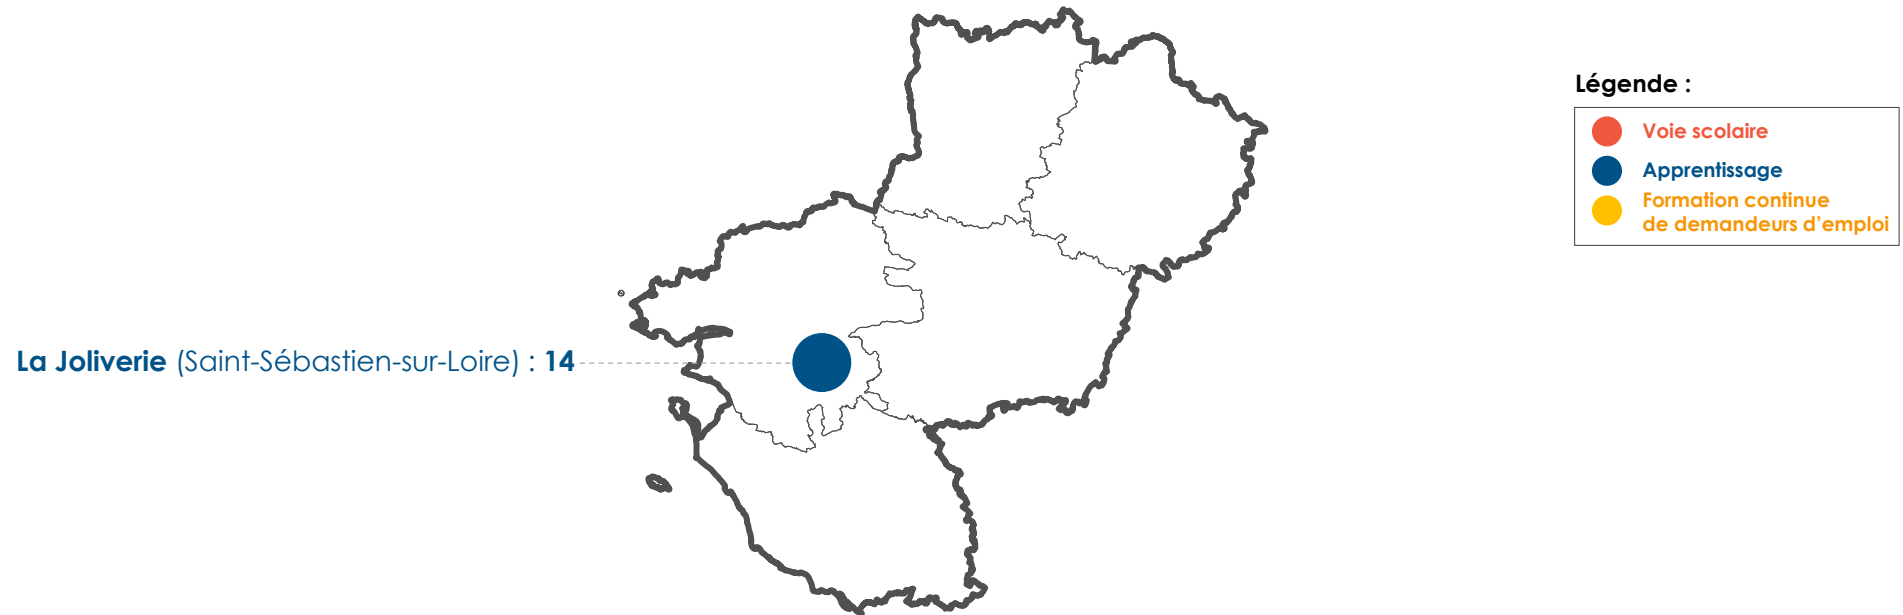 Légende :
Voie scolaire
Apprentissage
Formation continue
de demandeurs d'emploi
La Joliverie (Saint-Sébastien-sur-Loire) : 14